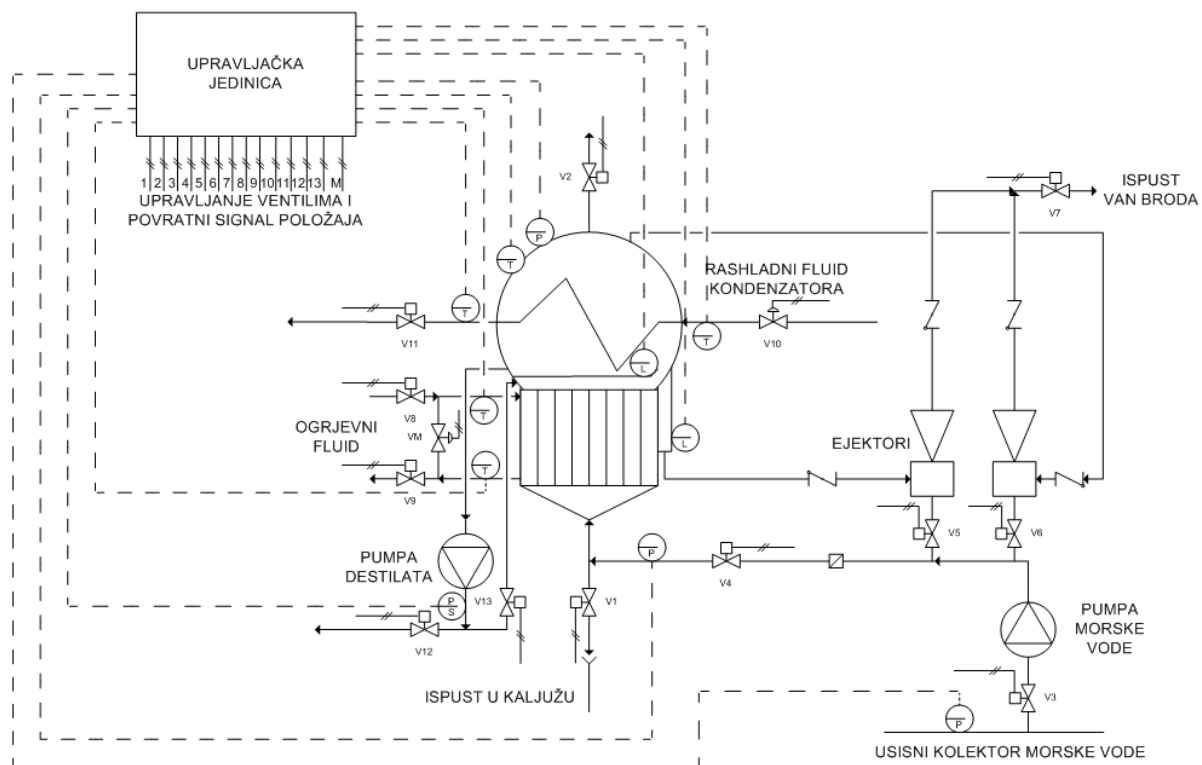 UPRAVLJAČKA
JEDINICA
1 2 3 4 5 6 7 8 9 10 11 12 13 M
UPRAVLJANJE VENTILIMA I
POVRATNI SIGNAL POLOŽAJA
V2
P
T
V7
ISPUST
VAN BRODA
RASHLADNI FLUID
KONDENZATORA
T
V11
T
V10
L
V8
T
OGRJEVNI
FLUID
VM
L
EJEKTORI
V9
T
V5
V6
PUMPA
DESTILATA
P
V4
P
S
V13
V1
V12
PUMPA
MORSKE
VODE
ISPUST U KALJUŽU
V3
P
USISNI KOLEKTOR MORSKE VODE